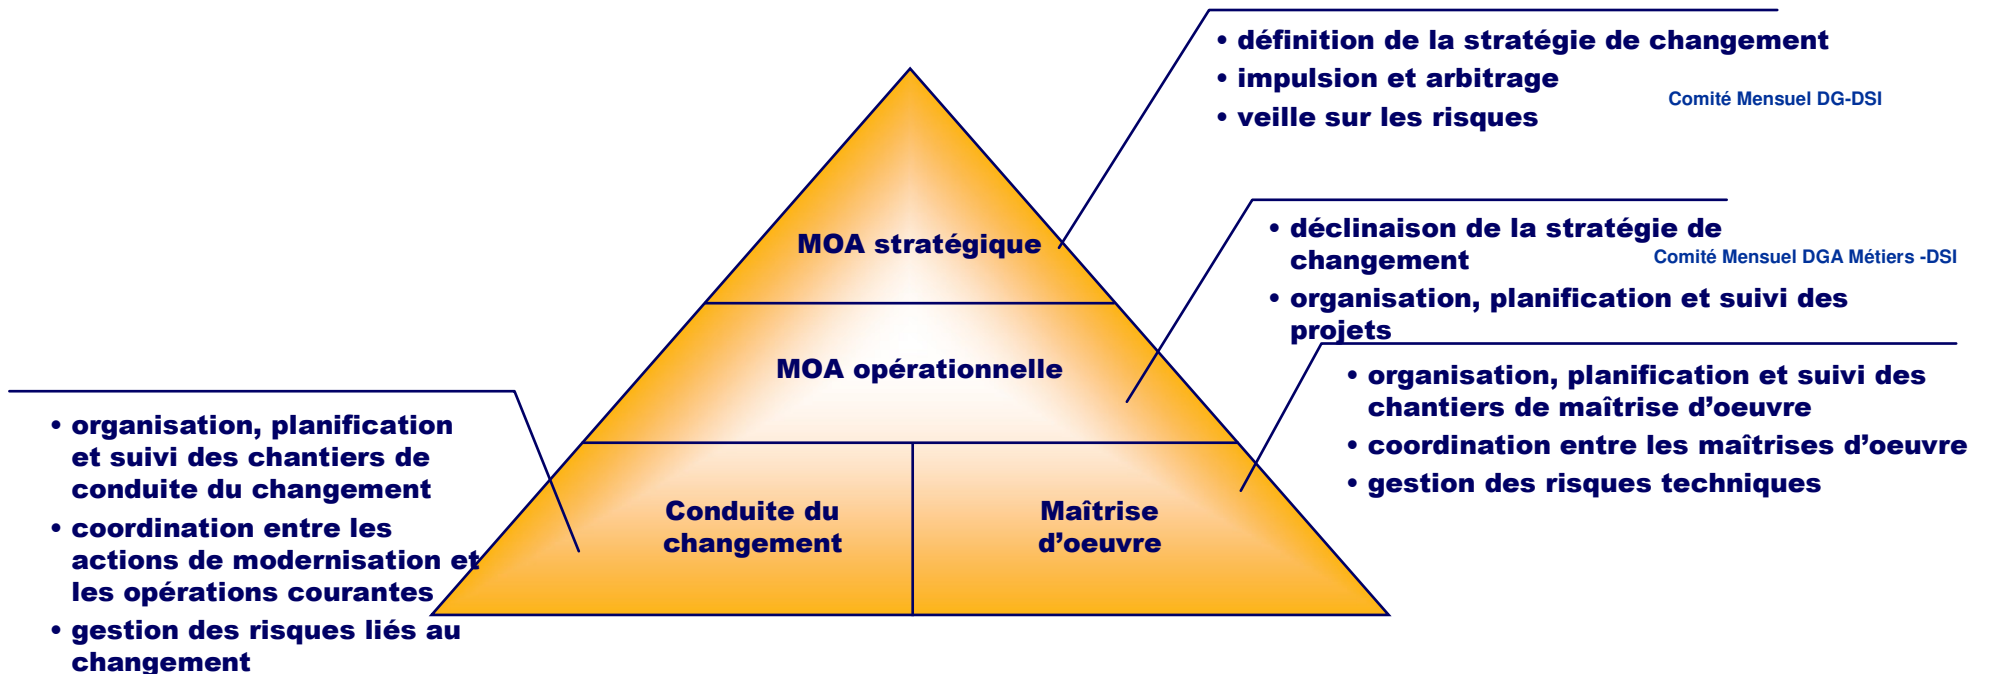 • définition de la stratégie de changement
• impulsion et arbitrage
Comité Mensuel DG-DSI
• veille sur les risques
MOA stratégique
• déclinaison de la stratégie de
changement
Comité Mensuel DGA Métiers -DSI
• organisation, planification et suivi des
projets
MOA opérationnelle
• organisation, planification et suivi des
chantiers de maîtrise d’oeuvre
• coordination entre les maîtrises d’oeuvre
• gestion des risques techniques
• organisation, planification
et suivi des chantiers de
conduite du changement
• coordination entre les
actions de modernisation et
les opérations courantes
• gestion des risques liés au
changement
Conduite du
changement
Maîtrise
d’oeuvre